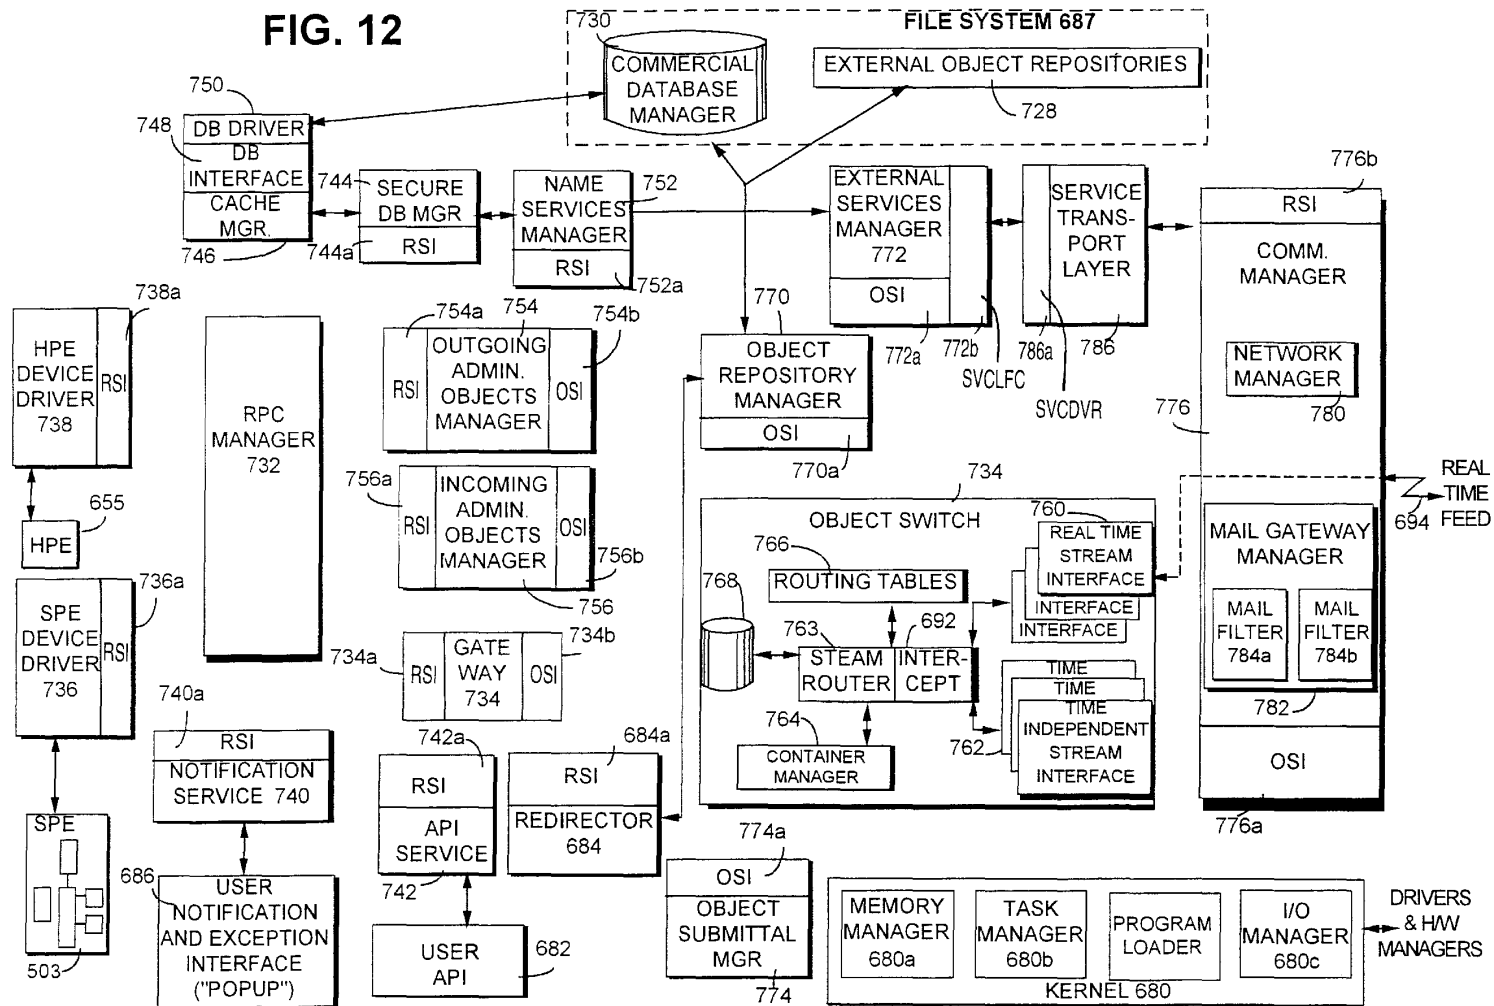 FIG. 12
730
FILE SYSTEM 687
COMMERCIAL
DATABASE
MANAGER
EXTERNAL OBJECT REPOSITORIES
728
750
748
DB DRIVER
DB
INTERFACE
CACHE
MGR.
746
744
SECURE
DB MGR
RSI
744a
NAME
SERVICES
MANAGER
752
RSI
752a
EXTERNAL
SERVICES
MANAGER
772
OSI
772a
772b
SVCLFC
SERVICE
TRANS-
PORT
LAYER
786a
786
SVCDVR
776b
RSI
COMM.
MANAGER
NETWORK
MANAGER
780
776
REAL
TIME
FEED
694
MAIL GATEWAY
MANAGER
MAIL
FILTER
784a
MAIL
FILTER
784b
782
OSI
776a
738a
HPE
DEVICE
DRIVER
738
RSI
655
HPE
736a
SPE
DEVICE
DRIVER
736
RSI
SPE
503
RPC
MANAGER
732
754a
754
754b
RSI
OUTGOING
ADMIN.
OBJECTS
MANAGER
OSI
756a
RSI
INCOMING
ADMIN.
OBJECTS
MANAGER
OSI
756b
756
734b
734a
RSI
GATE
WAY
734
OSI
770
OBJECT
REPOSITORY
MANAGER
OSI
770a
734
OBJECT SWITCH
760
REAL TIME
STREAM
INTERFACE
INTERFACE
INTERFACE
766
ROUTING TABLES
768
763
692
STEAM
ROUTER
INTER-
CEPT
764
CONTAINER
MANAGER
762
TIME
TIME
TIME
INDEPENDENT
STREAM
INTERFACE
740a
RSI
NOTIFICATION
SERVICE 740
686
USER
NOTIFICATION
AND EXCEPTION
INTERFACE
("POPUP")
742a
RSI
API
SERVICE
742
USER
API
682
684a
RSI
REDIRECTOR
684
774a
OSI
OBJECT
SUBMITTAL
MGR
774
MEMORY
MANAGER
680a
TASK
MANAGER
680b
PROGRAM
LOADER
I/O
MANAGER
680c
KERNEL 680
DRIVERS
& H/W
MANAGERS